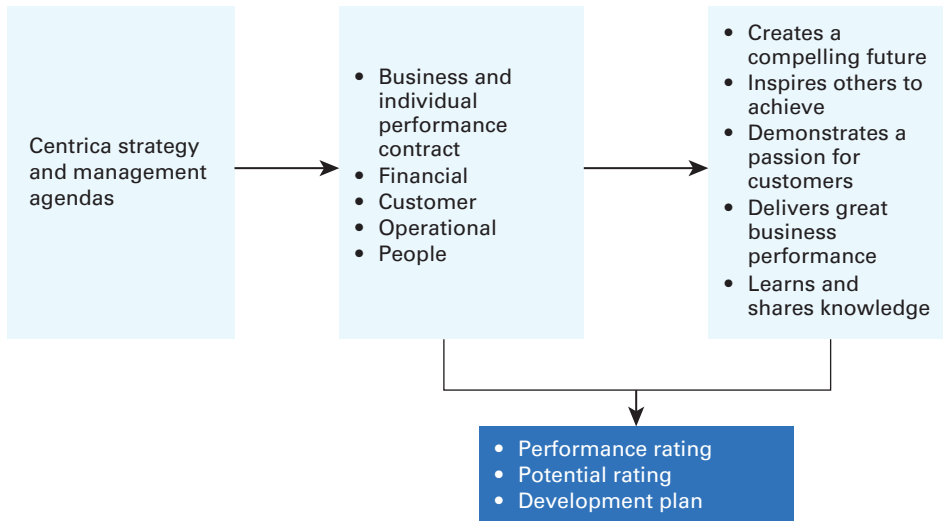 Centrica strategy
and management
agendas
• Business and
individual
performance
contract
• Financial
• Customer
• Operational
• People
• Creates a
compelling future
• Inspires others to
achieve
• Demonstrates a
passion for
customers
• Delivers great
business
performance
• Learns and
shares knowledge
• Performance rating
• Potential rating
• Development plan